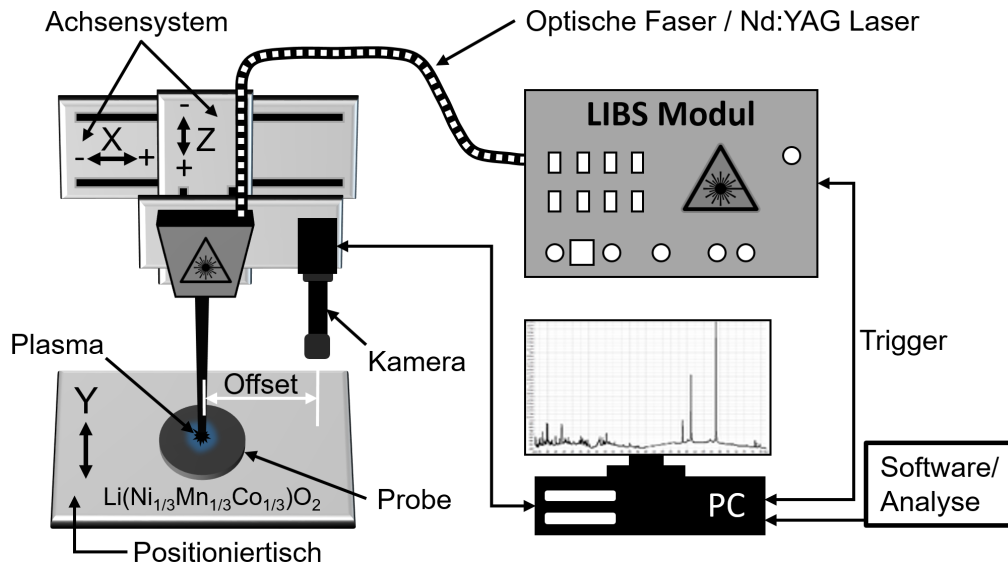 Achsensystem
Optische Faser / Nd:YAG Laser
LIBS Modul
-
Z
+
X
- +
Trigger
Plasma
Kamera
Offset
Y
Li(Ni1/3Mn1/3Co1/3)O2
Probe
Positioniertisch
PC
Software/
Analyse